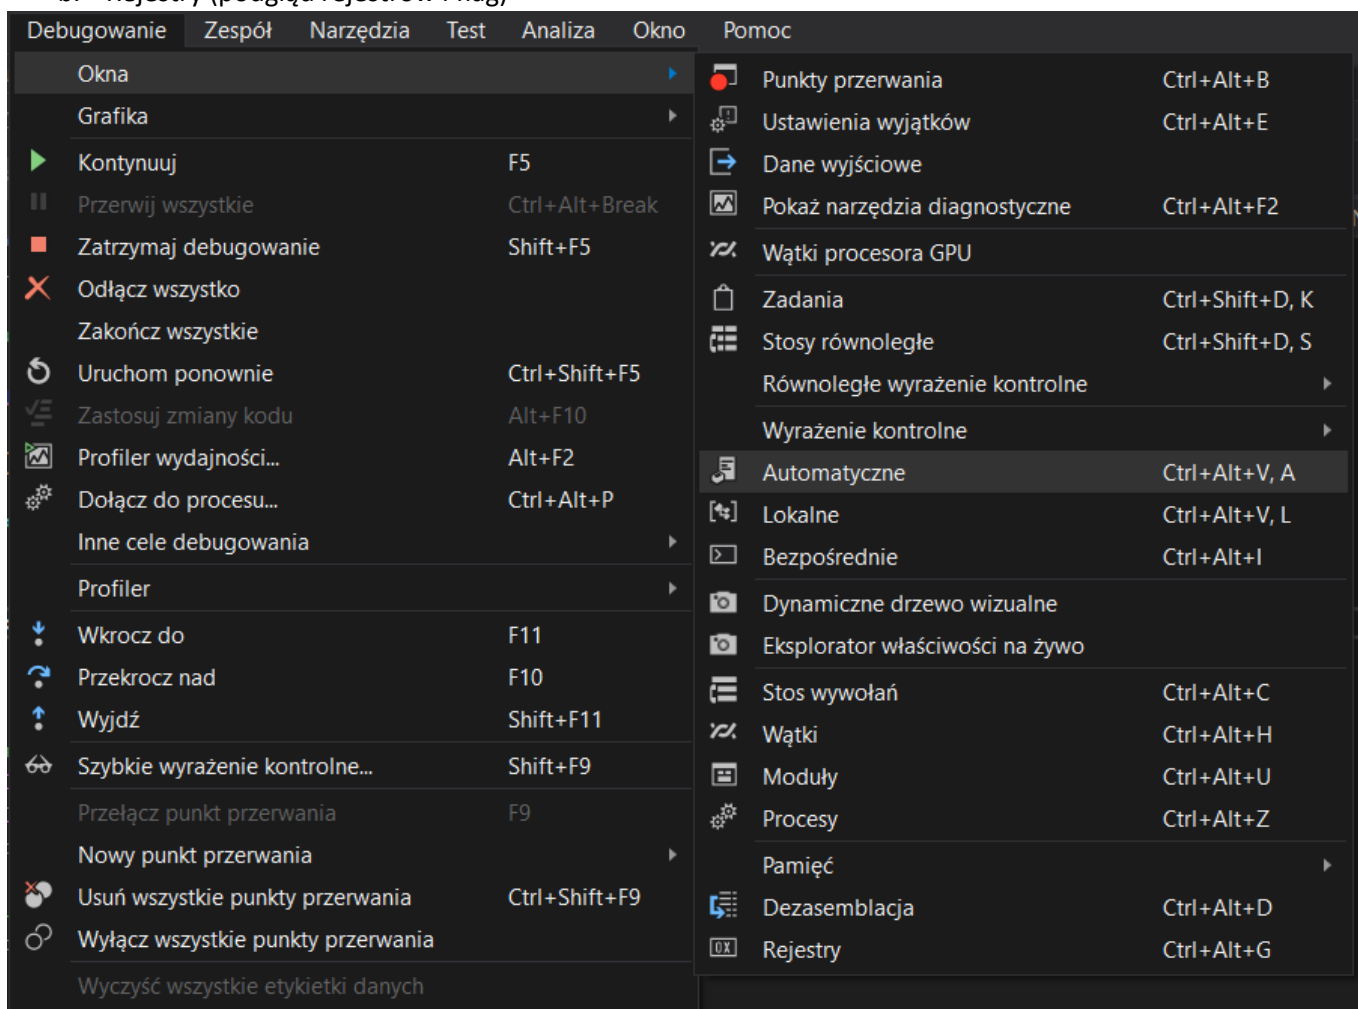 b. Rejestry (podgląd rejestrów i flag)
Debugowanie Zespół Narzędzia Test Analiza Okno Pomoc
Okna
Grafika
Kontynuuj F5
Przerwij wszystkie Ctrl+Alt+Break
Zatrzymaj debugowanie Shift+F5
Odłącz wszystko
Zakończ wszystkie
Uruchom ponownie Ctrl+Shift+F5
Zastosuj zmiany kodu Alt+F10
Profiler wydajności... Alt+F2
Dołącz do procesu... Ctrl+Alt+P
Inne cele debugowania
Profiler
Wkrocz do F11
Przekrocz nad F10
Wyjdź Shift+F11
Szybkie wyrażenie kontrolne... Shift+F9
Przełącz punkt przerwania F9
Nowy punkt przerwania
Usuń wszystkie punkty przerwania Ctrl+Shift+F9
Wyłącz wszystkie punkty przerwania
Wyczyść wszystkie etykietki danych
Punkty przerwania Ctrl+Alt+B
Ustawienia wyjątków Ctrl+Alt+E
Dane wyjściowe
Pokaż narzędzia diagnostyczne Ctrl+Alt+F2
Wątki procesora GPU
Zadania Ctrl+Shift+D, K
Stosy równoległe Ctrl+Shift+D, S
Równoległe wyrażenie kontrolne
Wyrażenie kontrolne
Automatyczne Ctrl+Alt+V, A
Lokalne Ctrl+Alt+V, L
Bezpośrednie Ctrl+Alt+I
Dynamiczne drzewo wizualne
Eksplorator właściwości na żywo
Stos wywołań Ctrl+Alt+C
Wątki Ctrl+Alt+H
Moduły Ctrl+Alt+U
Procesy Ctrl+Alt+Z
Pamięć
Dezasemblacja Ctrl+Alt+D
Rejestry Ctrl+Alt+G